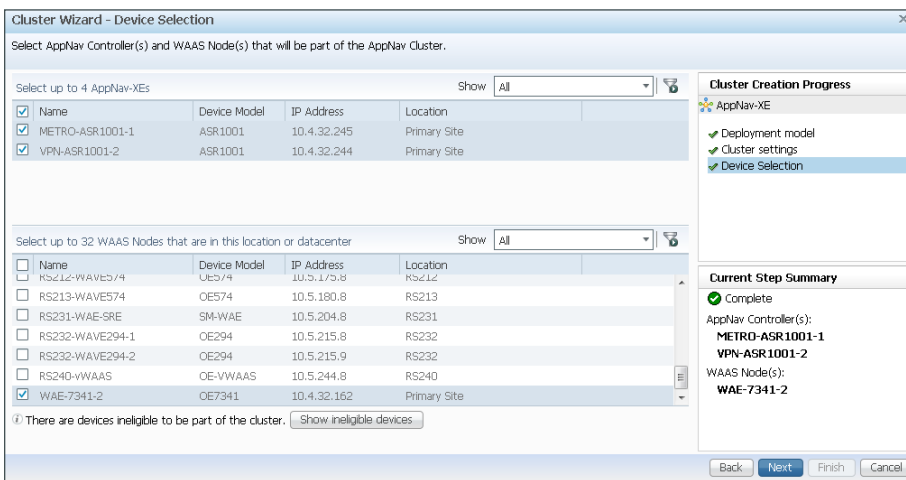 Cluster Wizard - Device Selection
Select AppNav Controller(s) and WAAS Node(s) that will be part of the AppNav Cluster.
Select up to 4 AppNav-XEs Show All
Name Device Model IP Address Location
METRO-ASR1001-1 ASR1001 10.4.32.245 Primary Site
VPN-ASR1001-2 ASR1001 10.4.32.244 Primary Site
Select up to 32 WAAS Nodes that are in this location or datacenter Show All
Name Device Model IP Address Location
RS212-WAVE574 OE574 10.5.175.8 RS212
RS213-WAVE574 OE574 10.5.180.8 RS213
RS231-WAE-SRE SM-WAE 10.5.204.8 RS231
RS232-WAVE294-1 OE294 10.5.215.8 RS232
RS232-WAVE294-2 OE294 10.5.215.9 RS232
RS240-vWAAS OE-VWAAS 10.5.244.8 RS240
WAE-7341-2 OE7341 10.4.32.162 Primary Site
There are devices ineligible to be part of the cluster. Show ineligible devices
Cluster Creation Progress
AppNav-XE
Deployment model
Cluster settings
Device Selection
Current Step Summary
Complete
AppNav Controller(s):
METRO-ASR1001-1
VPN-ASR1001-2
WAAS Node(s):
WAE-7341-2
Back Next Finish Cancel